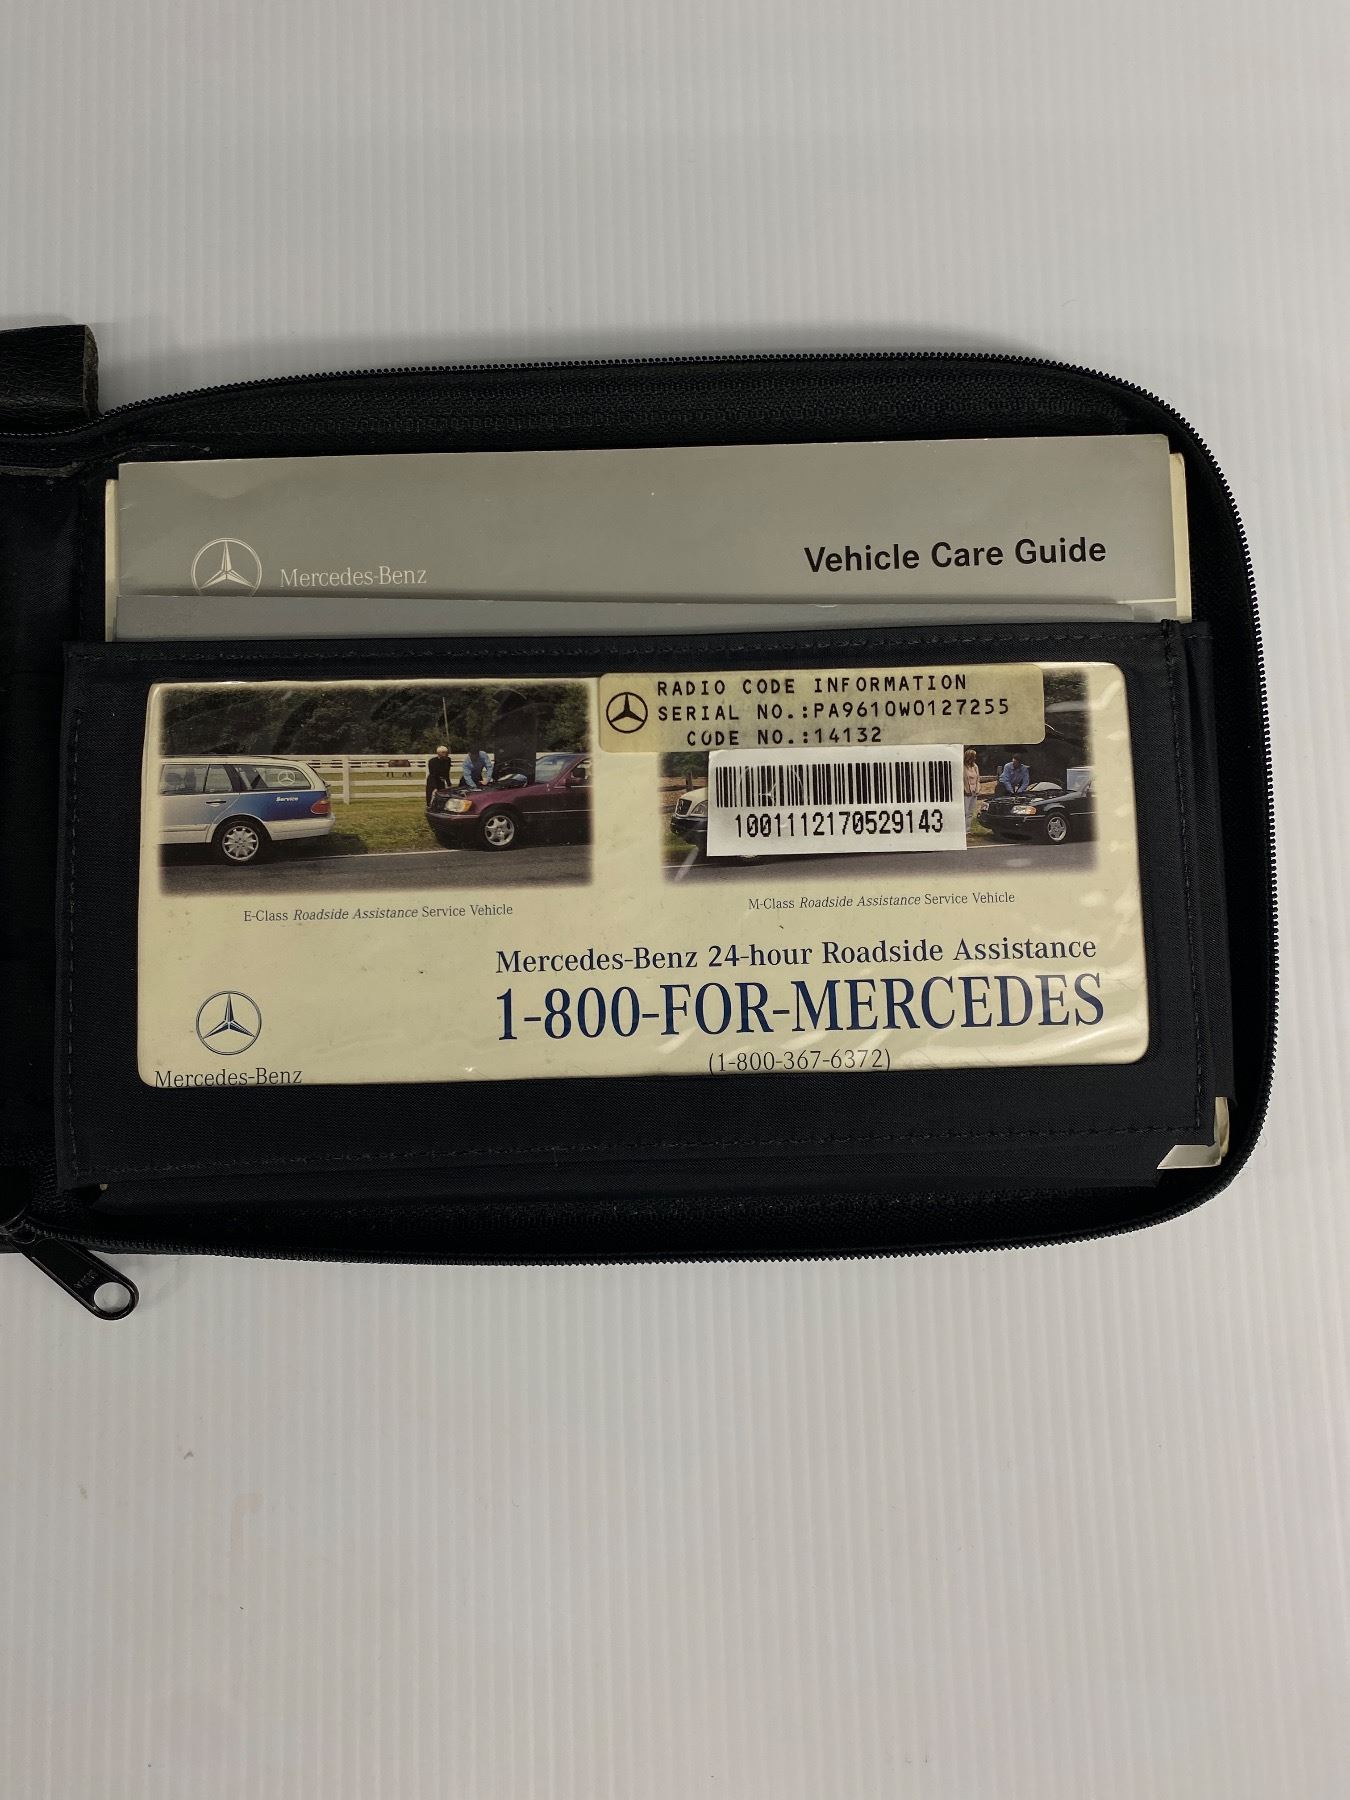 Mercedes-Benz
Vehicle Care Guide
RADIO CODE INFORMATION
SERIAL NO.:PA9610W0127255
CODE NO.:14132
Service
1001112170529143
E-Class Roadside Assistance Service Vehicle
M-Class Roadside Assistance Service Vehicle
Mercedes-Benz 24-hour Roadside Assistance
1-800-FOR-MERCEDES
(1-800-367-6372)
Mercedes-Benz